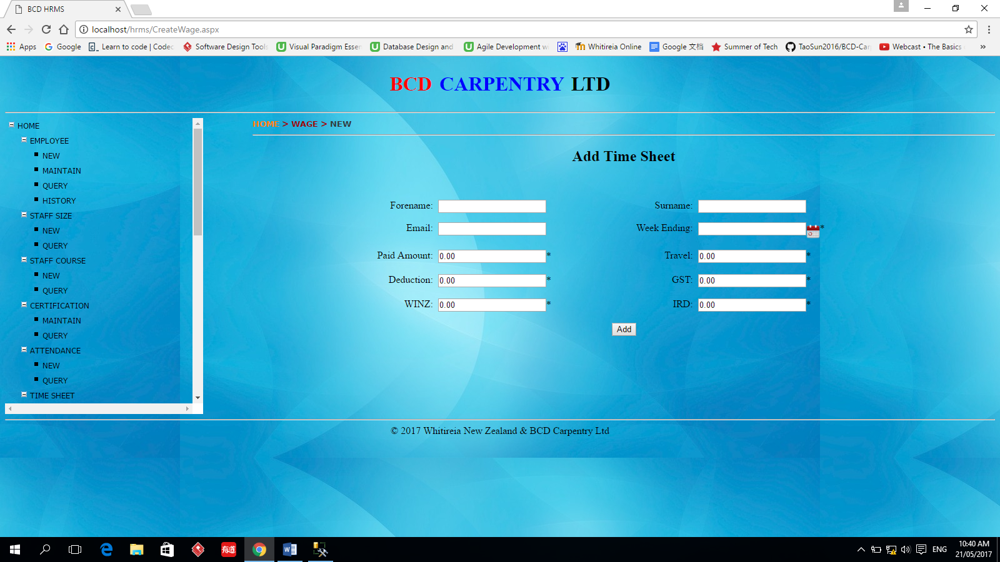 BCD HRMS
localhost/hrms/CreateWage.aspx
Apps Google Learn to code | Codec Software Design Tools Visual Paradigm Essen Database Design and Agile Development w Whitireia Online Google 文档 Summer of Tech TaoSun2016/BCD-Car Webcast • The Basics »
BCD CARPENTRY LTD
HOME > WAGE > NEW
HOME
EMPLOYEE
NEW
MAINTAIN
QUERY
HISTORY
STAFF SIZE
NEW
QUERY
STAFF COURSE
NEW
QUERY
CERTIFICATION
MAINTAIN
QUERY
ATTENDANCE
NEW
QUERY
TIME SHEET
Add Time Sheet
Forename: Surname:
Email: Week Ending: *
Paid Amount: 0.00 * Travel: 0.00 *
Deduction: 0.00 * GST: 0.00 *
WINZ: 0.00 * IRD: 0.00 *
Add
© 2017 Whitireia New Zealand & BCD Carpentry Ltd
有道
ENG
10:40 AM
21/05/2017